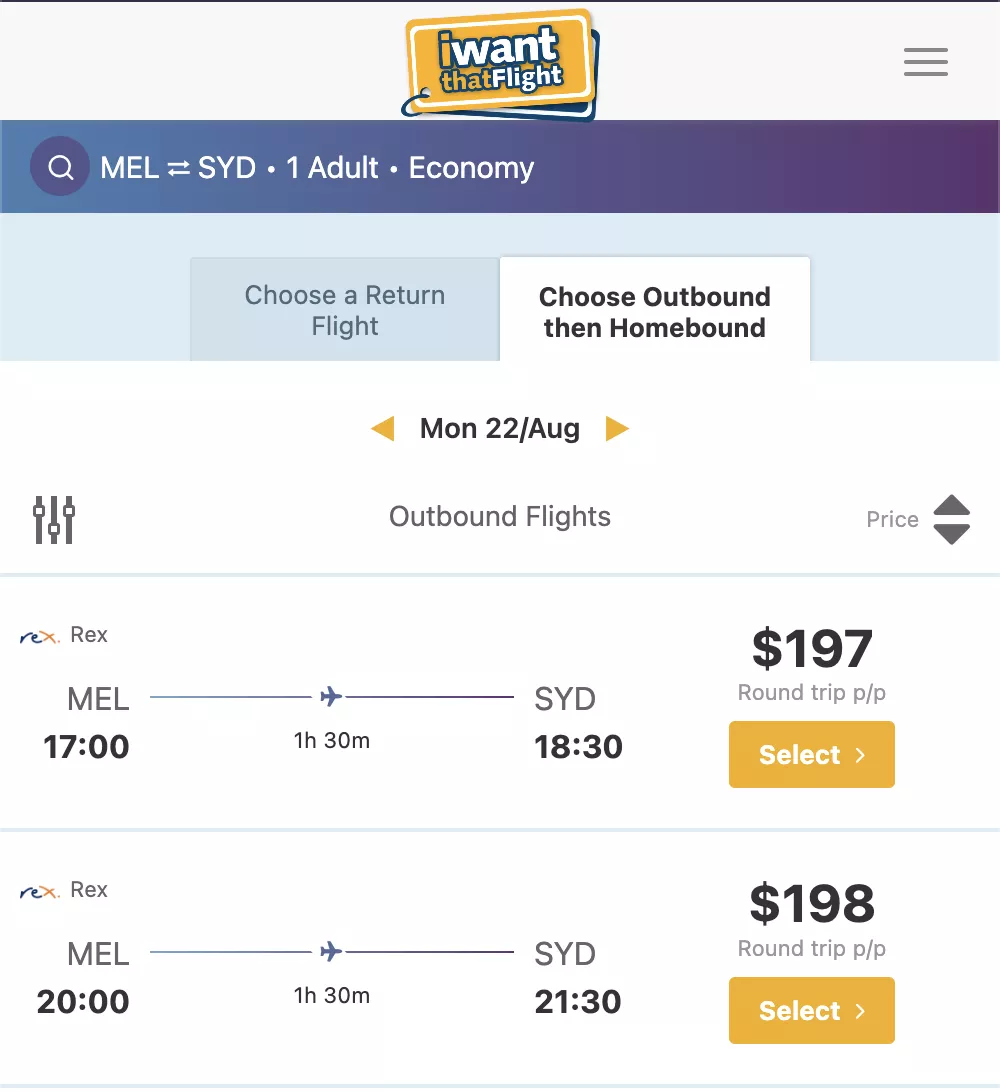 iwant
thatFlight
MEL ⇄ SYD • 1 Adult • Economy
Choose a Return
Flight
Choose Outbound
then Homebound
Mon 22/Aug
Outbound Flights
Price
rex. Rex
$197
Round trip p/p
MEL
SYD
17:00
1h 30m
18:30
Select >
rex. Rex
$198
Round trip p/p
MEL
SYD
20:00
1h 30m
21:30
Select >